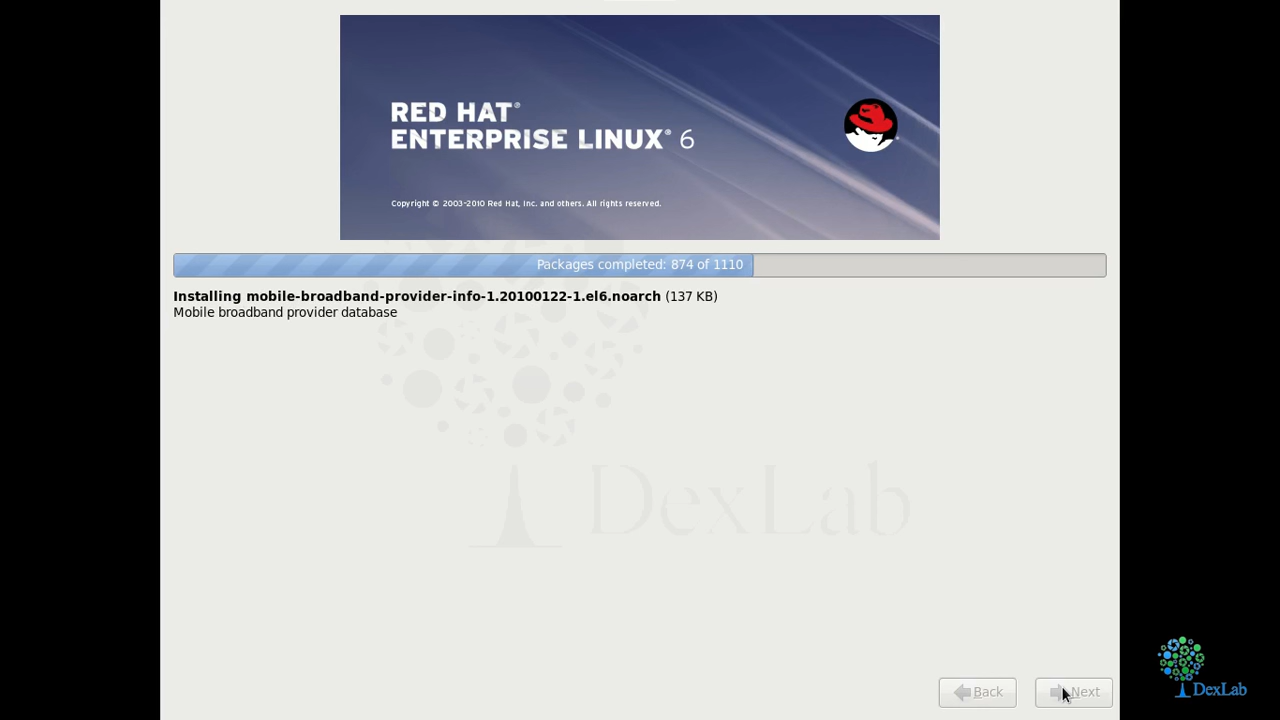 RED HAT®
ENTERPRISE LINUX® 6
Copyright © 2003-2010 Red Hat, Inc. and others. All rights reserved.
Packages completed: 874 of 1110
Installing mobile-broadband-provider-info-1.20100122-1.el6.noarch (137 KB)
Mobile broadband provider database
DexLab
Back Next
DexLab